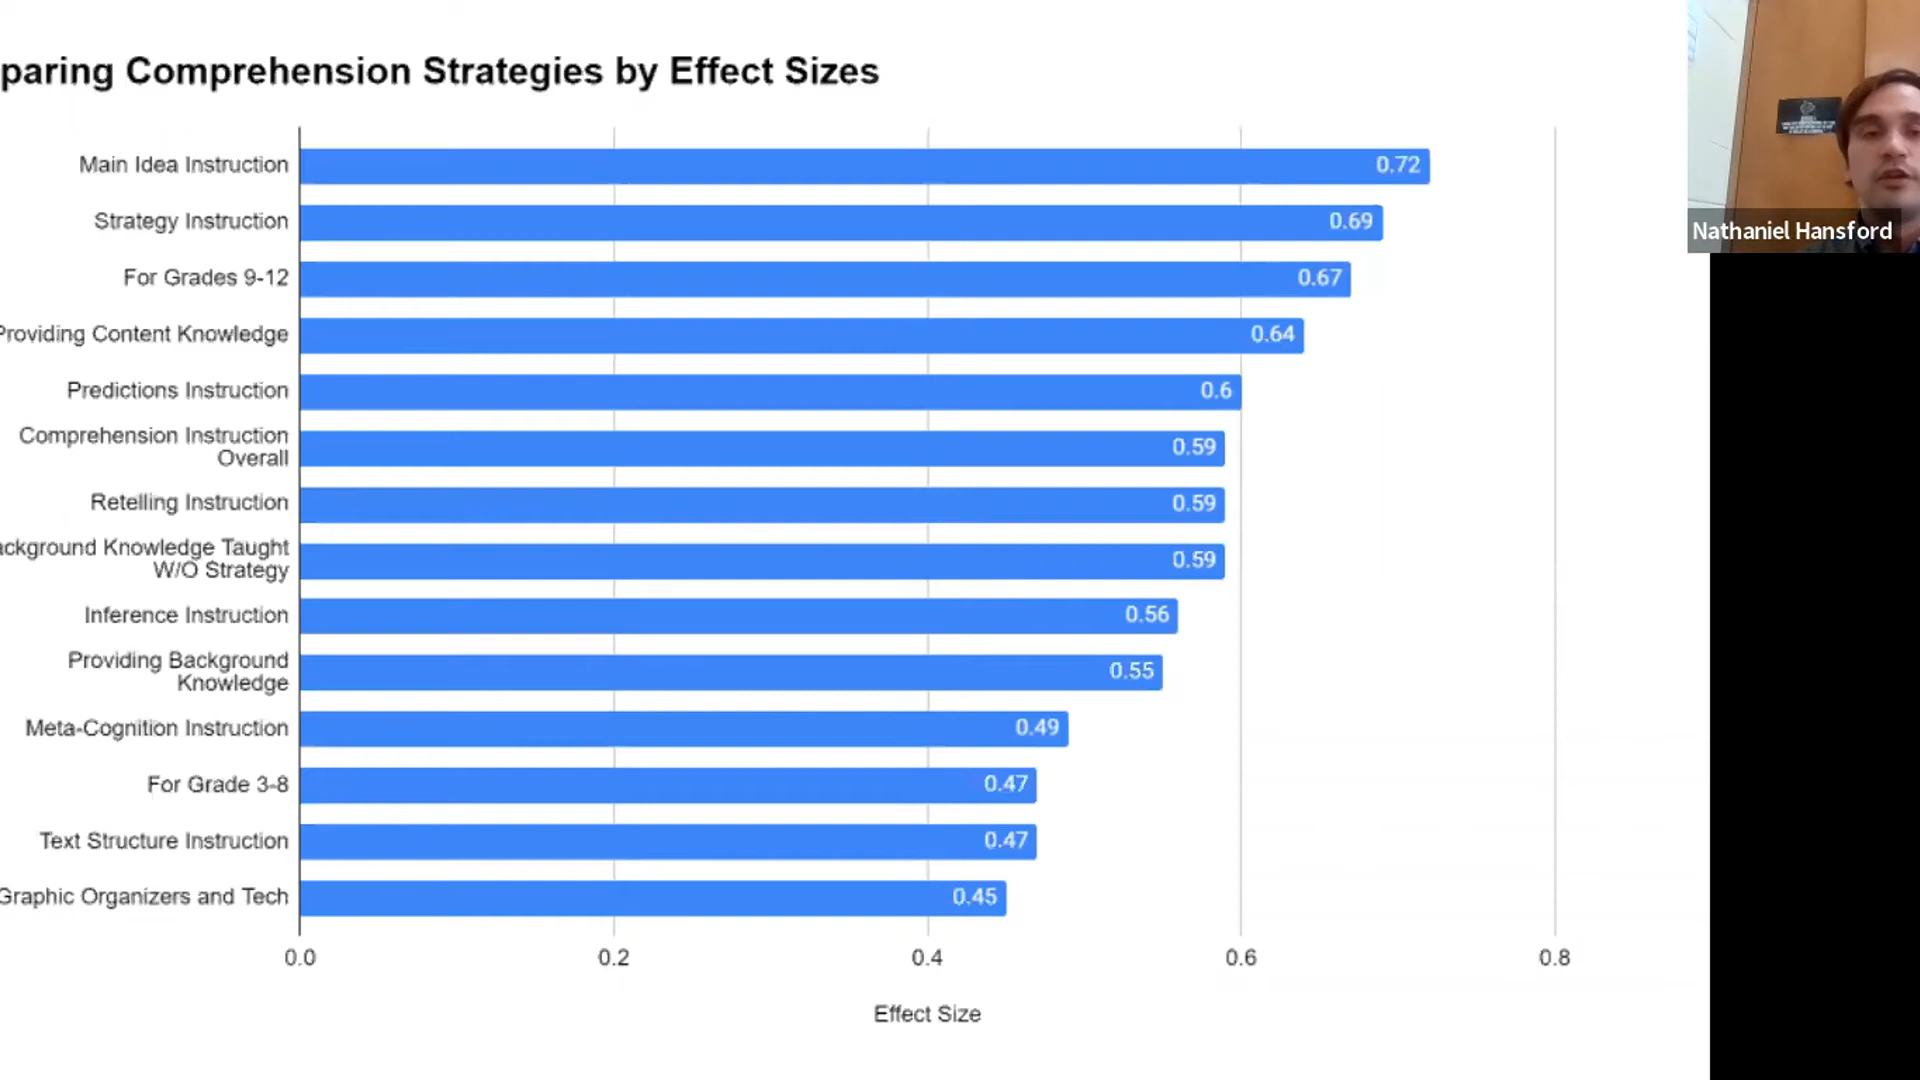 paring Comprehension Strategies by Effect Sizes
Main Idea Instruction
0.72
Strategy Instruction
0.69
For Grades 9-12
0.67
Providing Content Knowledge
0.64
Predictions Instruction
0.6
Comprehension Instruction
Overall
0.59
Retelling Instruction
0.59
ackground Knowledge Taught
W/O Strategy
0.59
Inference Instruction
0.56
Providing Background
Knowledge
0.55
Meta-Cognition Instruction
0.49
For Grade 3-8
0.47
Text Structure Instruction
0.47
Graphic Organizers and Tech
0.45
0.0 0.2 0.4 0.6 0.8
Effect Size
Nathaniel Hansford